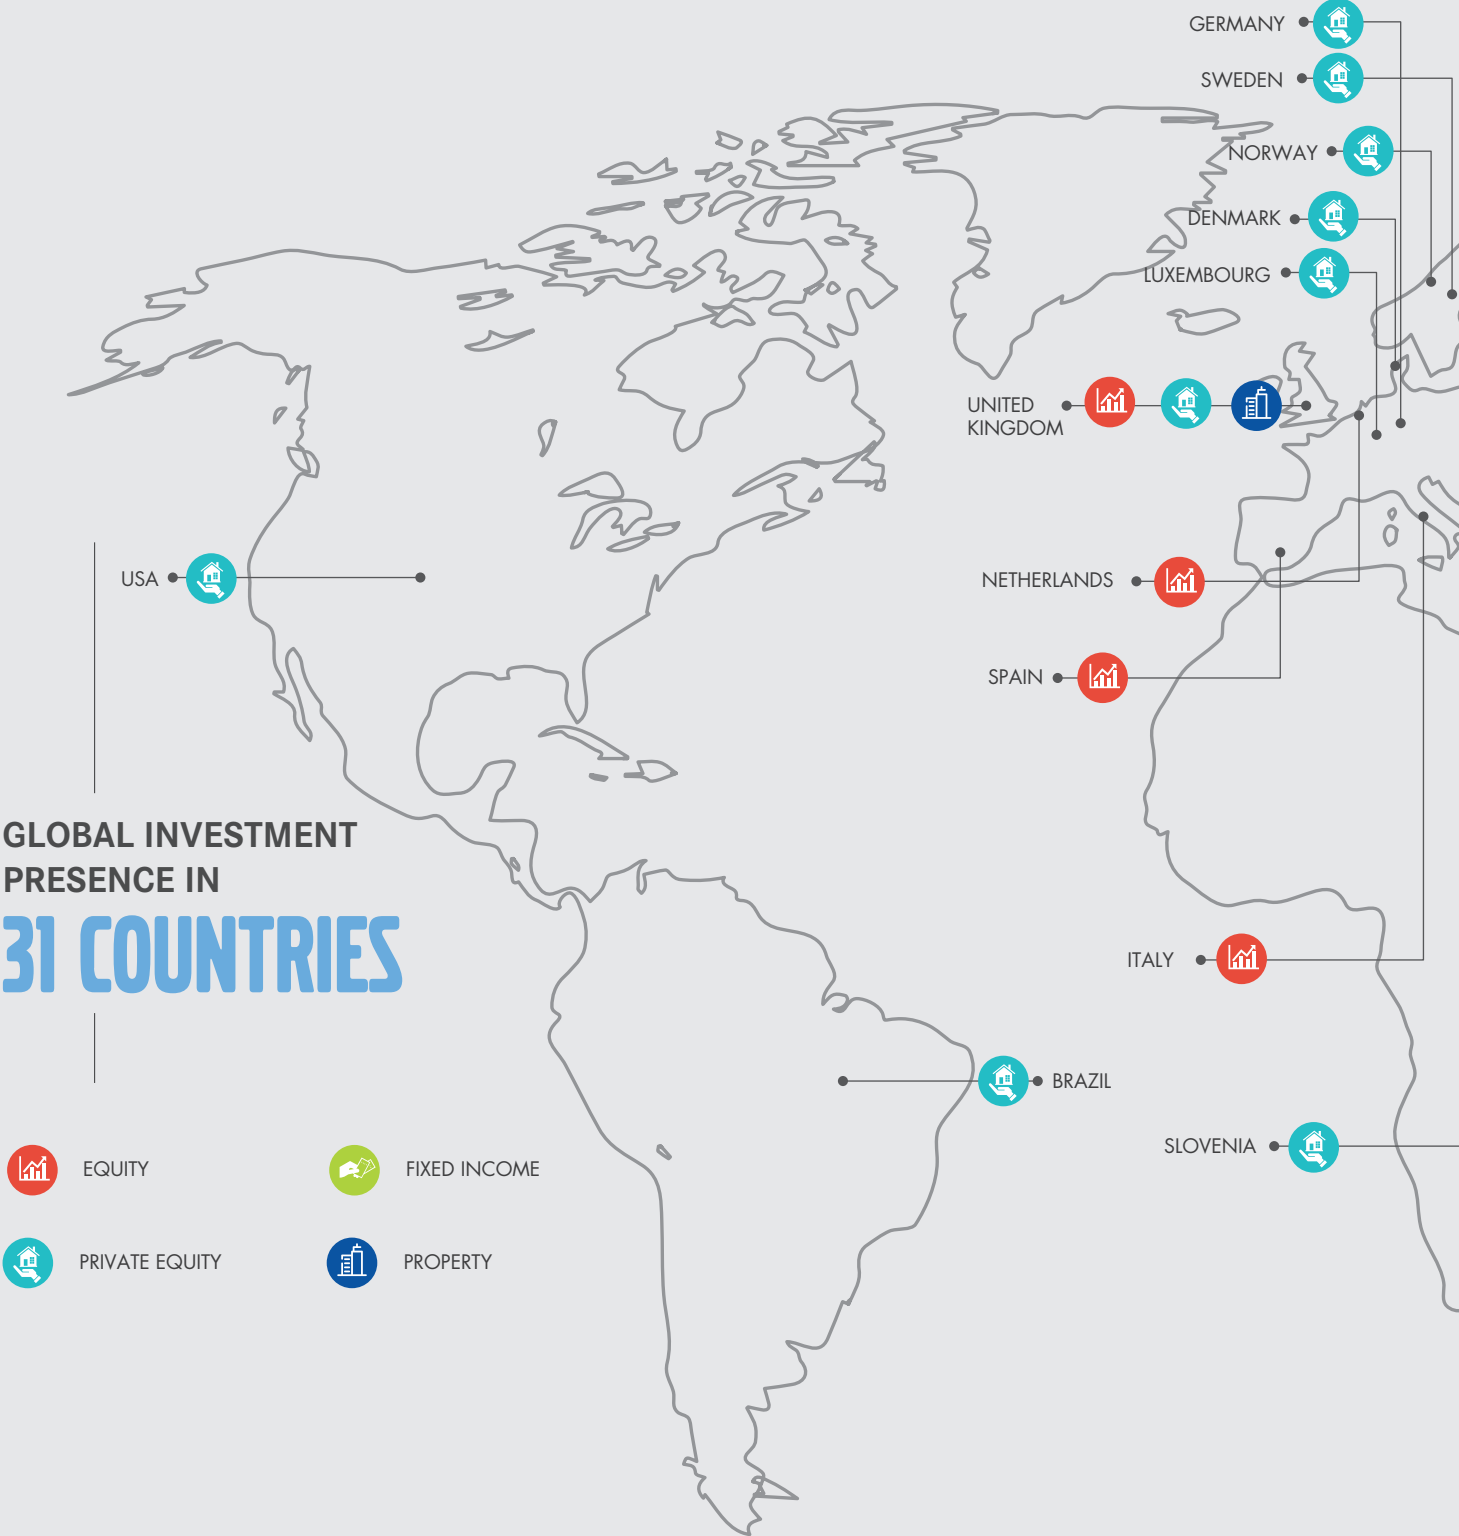 GERMANY
SWEDEN
NORWAY
DENMARK
LUXEMBOURG
UNITED
KINGDOM
USA
NETHERLANDS
SPAIN
GLOBAL INVESTMENT
PRESENCE IN
31 COUNTRIES
ITALY
BRAZIL
SLOVENIA
EQUITY
FIXED INCOME
PRIVATE EQUITY
PROPERTY